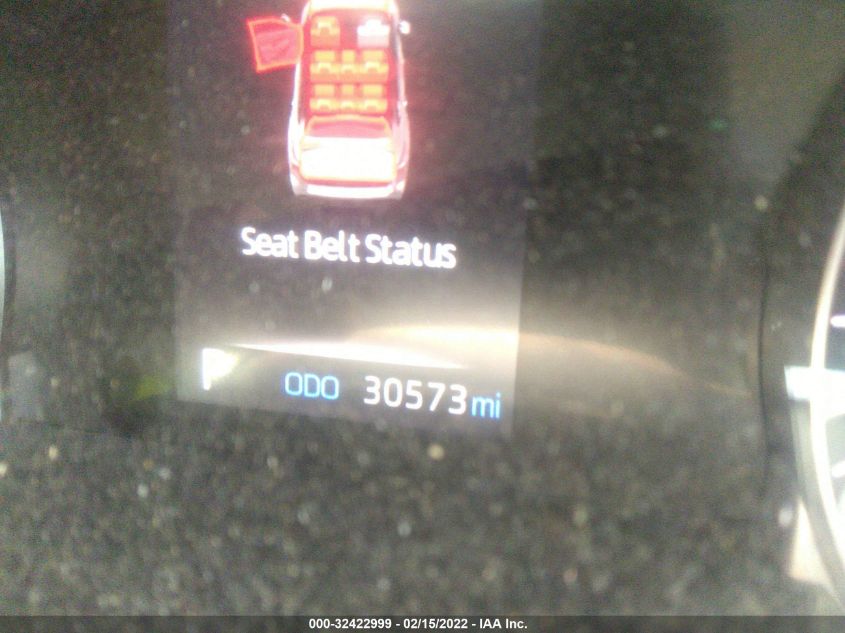 Seat Belt Status
P ODO 30573 mi
000-32422999 - 02/15/2022 - IAA Inc.